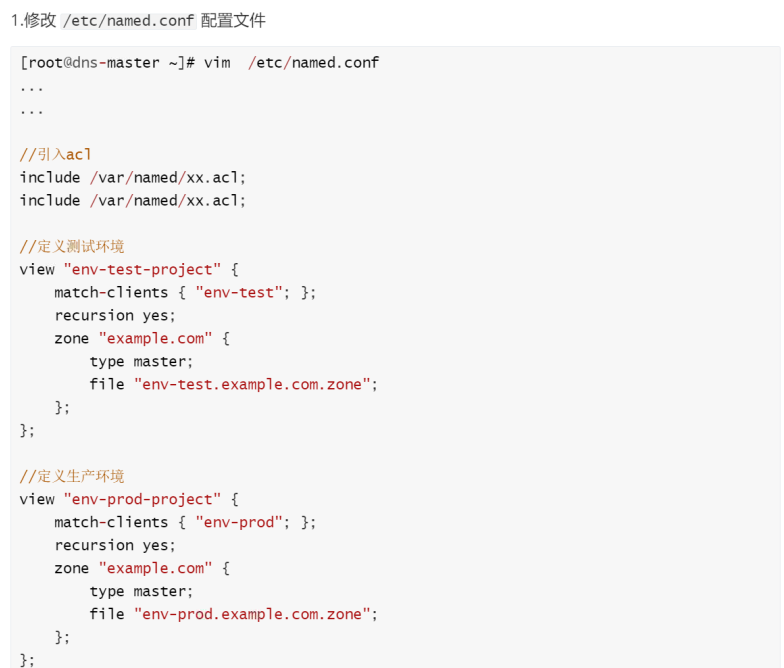 1.修改 /etc/named.conf 配置文件
[root@dns-master ~]# vim  /etc/named.conf
...
...
//引入acl
include /var/named/xx.acl;
include /var/named/xx.acl;
//定义测试环境
view "env-test-project" {
    match-clients { "env-test"; };
    recursion yes;
    zone "example.com" {
        type master;
        file "env-test.example.com.zone";
    };
};
//定义生产环境
view "env-prod-project" {
    match-clients { "env-prod"; };
    recursion yes;
    zone "example.com" {
        type master;
        file "env-prod.example.com.zone";
    };
};